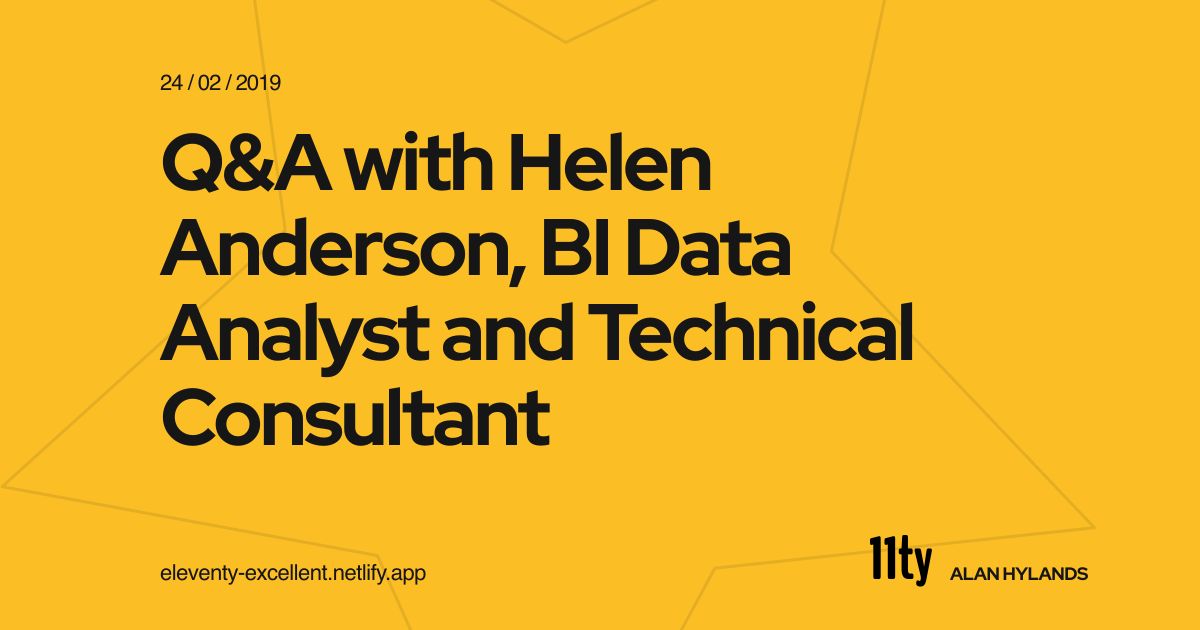 24 / 02 / 2019
Q&A with Helen
Anderson, BI Data
Analyst and Technical
Consultant
eleventy-excellent.netlify.app
11ty
ALAN HYLANDS